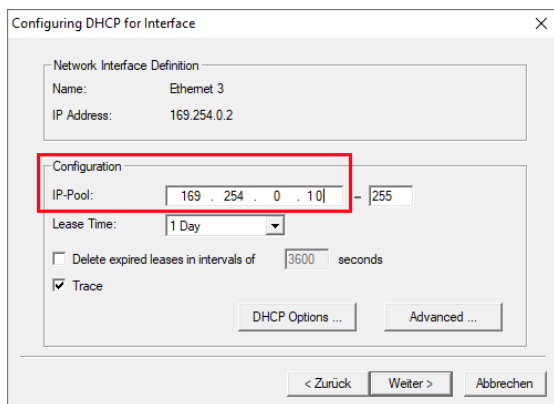 Configuring DHCP for Interface
Network Interface Definition
Name: Ethernet 3
IP Address: 169.254.0.2
Configuration
IP-Pool: 169 . 254 . 0 . 10 – 255
Lease Time: 1 Day
Delete expired leases in intervals of 3600 seconds
Trace
DHCP Options ... Advanced ...
< Zurück Weiter > Abbrechen